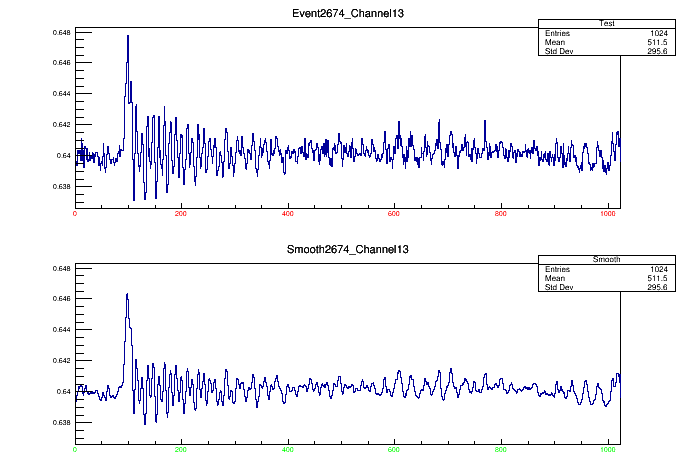 Event2674_Channel13
Test
Entries 1024
Mean 511.5
Std Dev 295.6
0.648
0.646
0.644
0.642
0.64
0.638
0 200 400 600 800 1000
Smooth2674_Channel13
Smooth
Entries 1024
Mean 511.5
Std Dev 295.6
0.648
0.646
0.644
0.642
0.64
0.638
0 200 400 600 800 1000